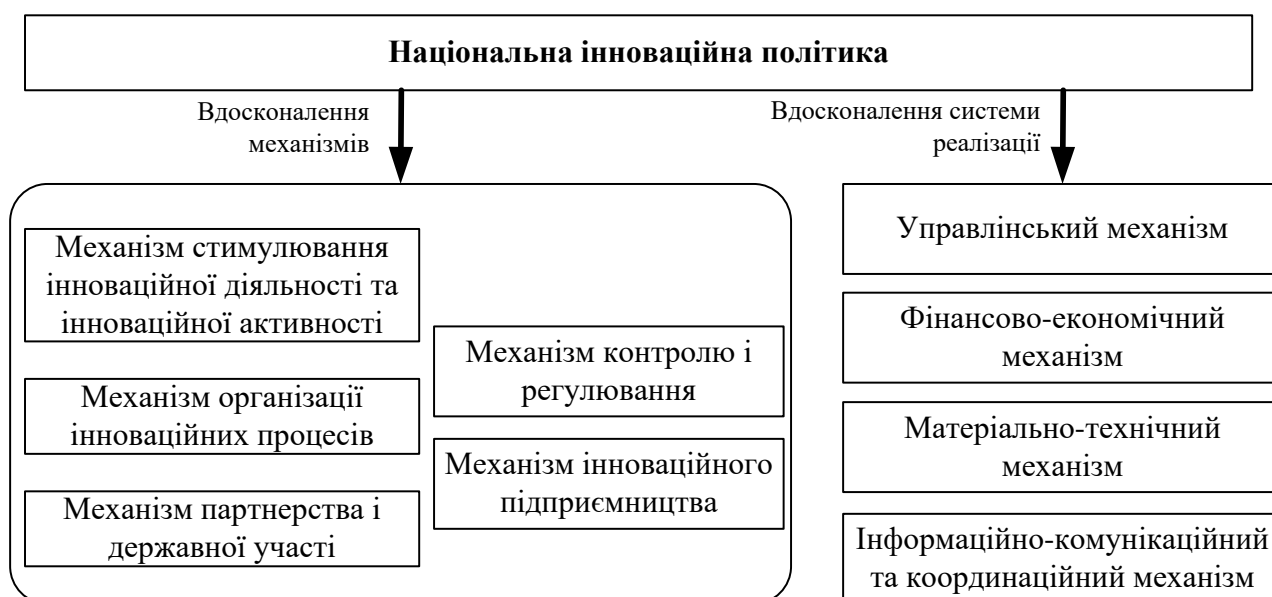 Національна інноваційна політика
Вдосконалення
механізмів
Вдосконалення системи
реалізації
Механізм стимулювання
інноваційної діяльності та
інноваційної активності
Механізм організації
інноваційних процесів
Механізм партнерства і
державної участі
Механізм контролю і
регулювання
Механізм інноваційного
підприємництва
Управлінський механізм
Фінансово-економічний
механізм
Матеріально-технічний
механізм
Інформаційно-комунікаційний
та координаційний механізм